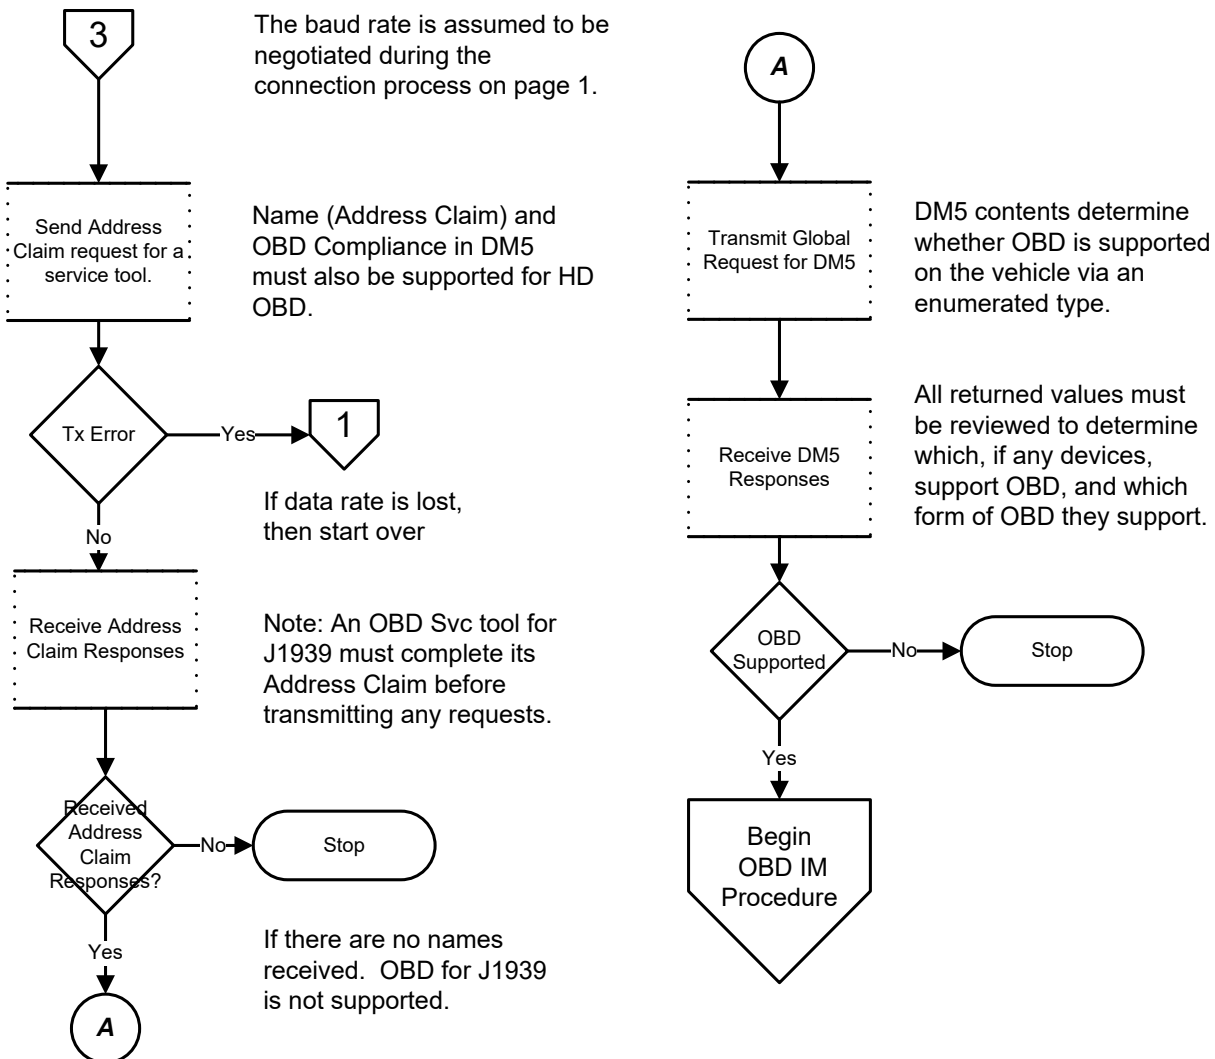 3
The baud rate is assumed to be
negotiated during the
connection process on page 1.
Send Address
Claim request for a
service tool.
Name (Address Claim) and
OBD Compliance in DM5
must also be supported for HD
OBD.
Tx Error
Yes
1
If data rate is lost,
then start over
No
Receive Address
Claim Responses
Note: An OBD Svc tool for
J1939 must complete its
Address Claim before
transmitting any requests.
Received
Address
Claim
Responses?
No
Stop
Yes
If there are no names
received. OBD for J1939
is not supported.
A
A
Transmit Global
Request for DM5
DM5 contents determine
whether OBD is supported
on the vehicle via an
enumerated type.
Receive DM5
Responses
All returned values must
be reviewed to determine
which, if any devices,
support OBD, and which
form of OBD they support.
OBD
Supported
No
Stop
Yes
Begin
OBD IM
Procedure